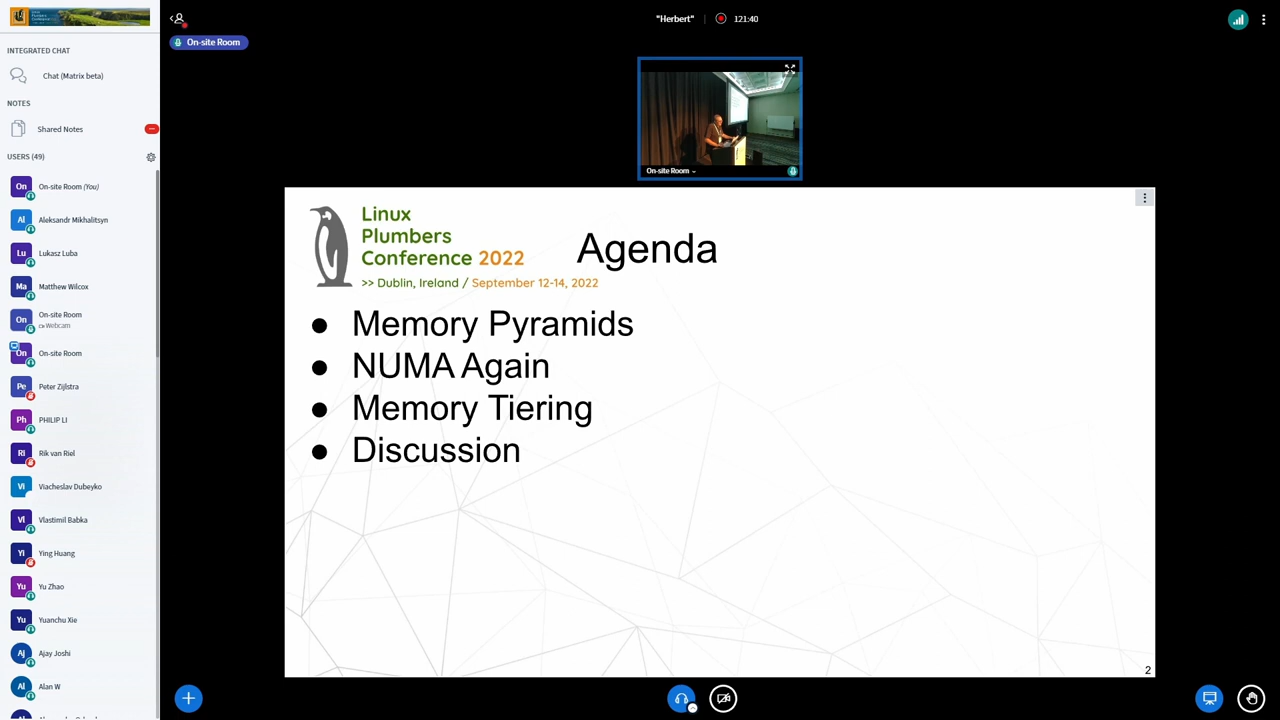 Linux
Plumbers
Conference
INTEGRATED CHAT
Chat (Matrix beta)
NOTES
Shared Notes
USERS (49)
On
On-site Room (You)
Al
Aleksandr Mikhalitsyn
Lu
Lukasz Luba
Ma
Matthew Wilcox
On
On-site Room
Webcam
On
On-site Room
Pe
Peter Zijlstra
Ph
PHILIP LI
Ri
Rik van Riel
Vi
Viacheslav Dubeyko
Vl
Vlastimil Babka
Yi
Ying Huang
Yu
Yu Zhao
Yu
Yuanchu Xie
Aj
Ajay Joshi
Al
Alan W
"Herbert"
121:40
On-site Room
On-site Room
Linux
Plumbers
Conference 2022
>> Dublin, Ireland / September 12-14, 2022
Agenda
● Memory Pyramids
● NUMA Again
● Memory Tiering
● Discussion
2